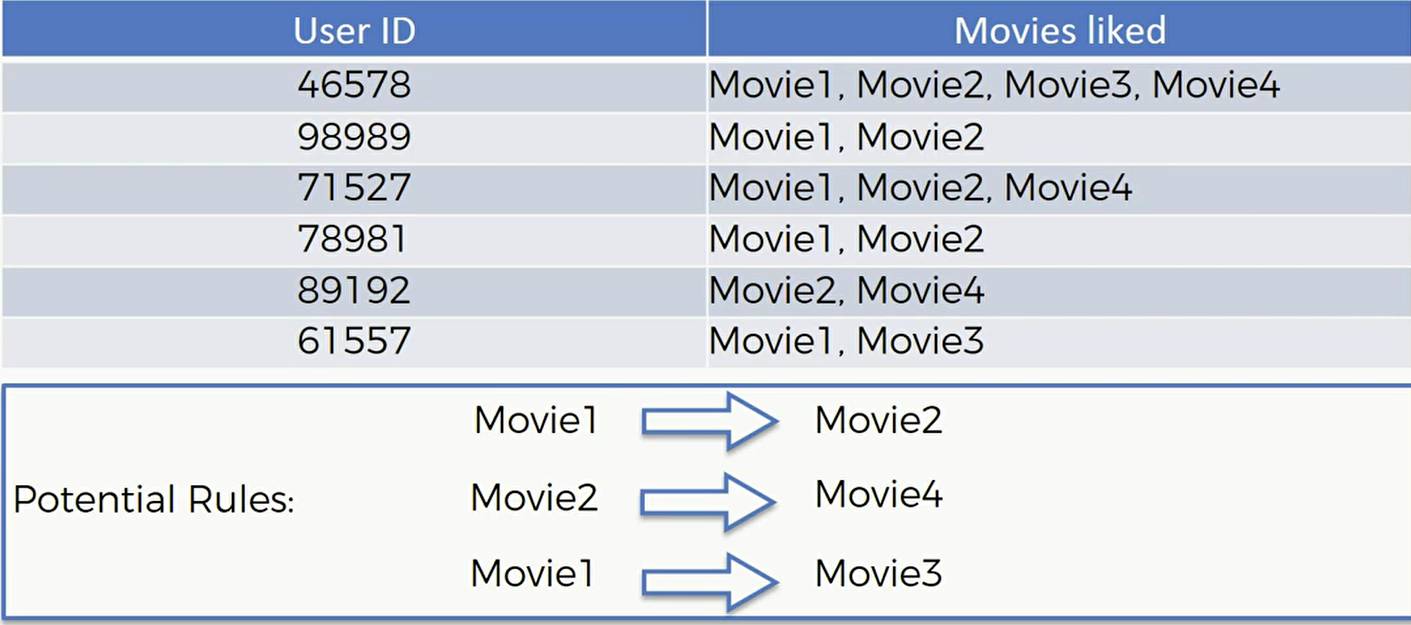 User ID Movies liked
46578 Movie1, Movie2, Movie3, Movie4
98989 Movie1, Movie2
71527 Movie1, Movie2, Movie4
78981 Movie1, Movie2
89192 Movie2, Movie4
61557 Movie1, Movie3
Movie1 Movie2
Potential Rules: Movie2 Movie4
Movie1 Movie3